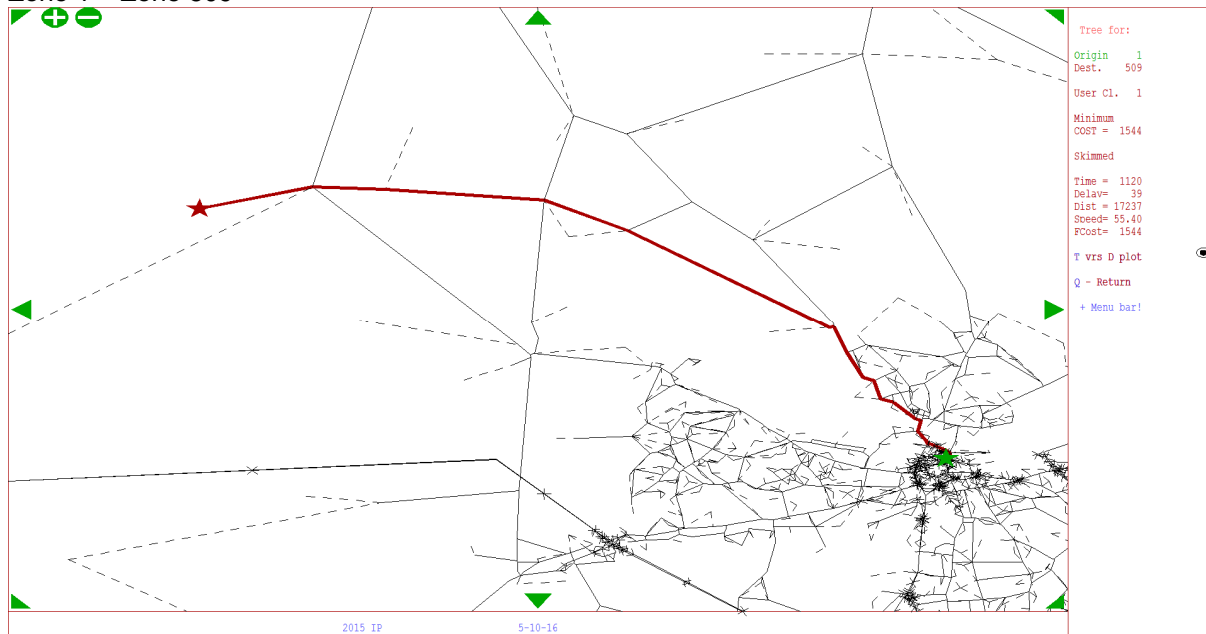 Tree for:
Origin 1
Dest. 509
User Cl. 1
Minimum
COST = 1544
Skimmed
Time = 1120
Delay= 39
Dist = 17237
Speed= 55.40
FCost= 1544
T vrs D plot
Q - Return
+ Menu bar!
2015 IP 5-10-16